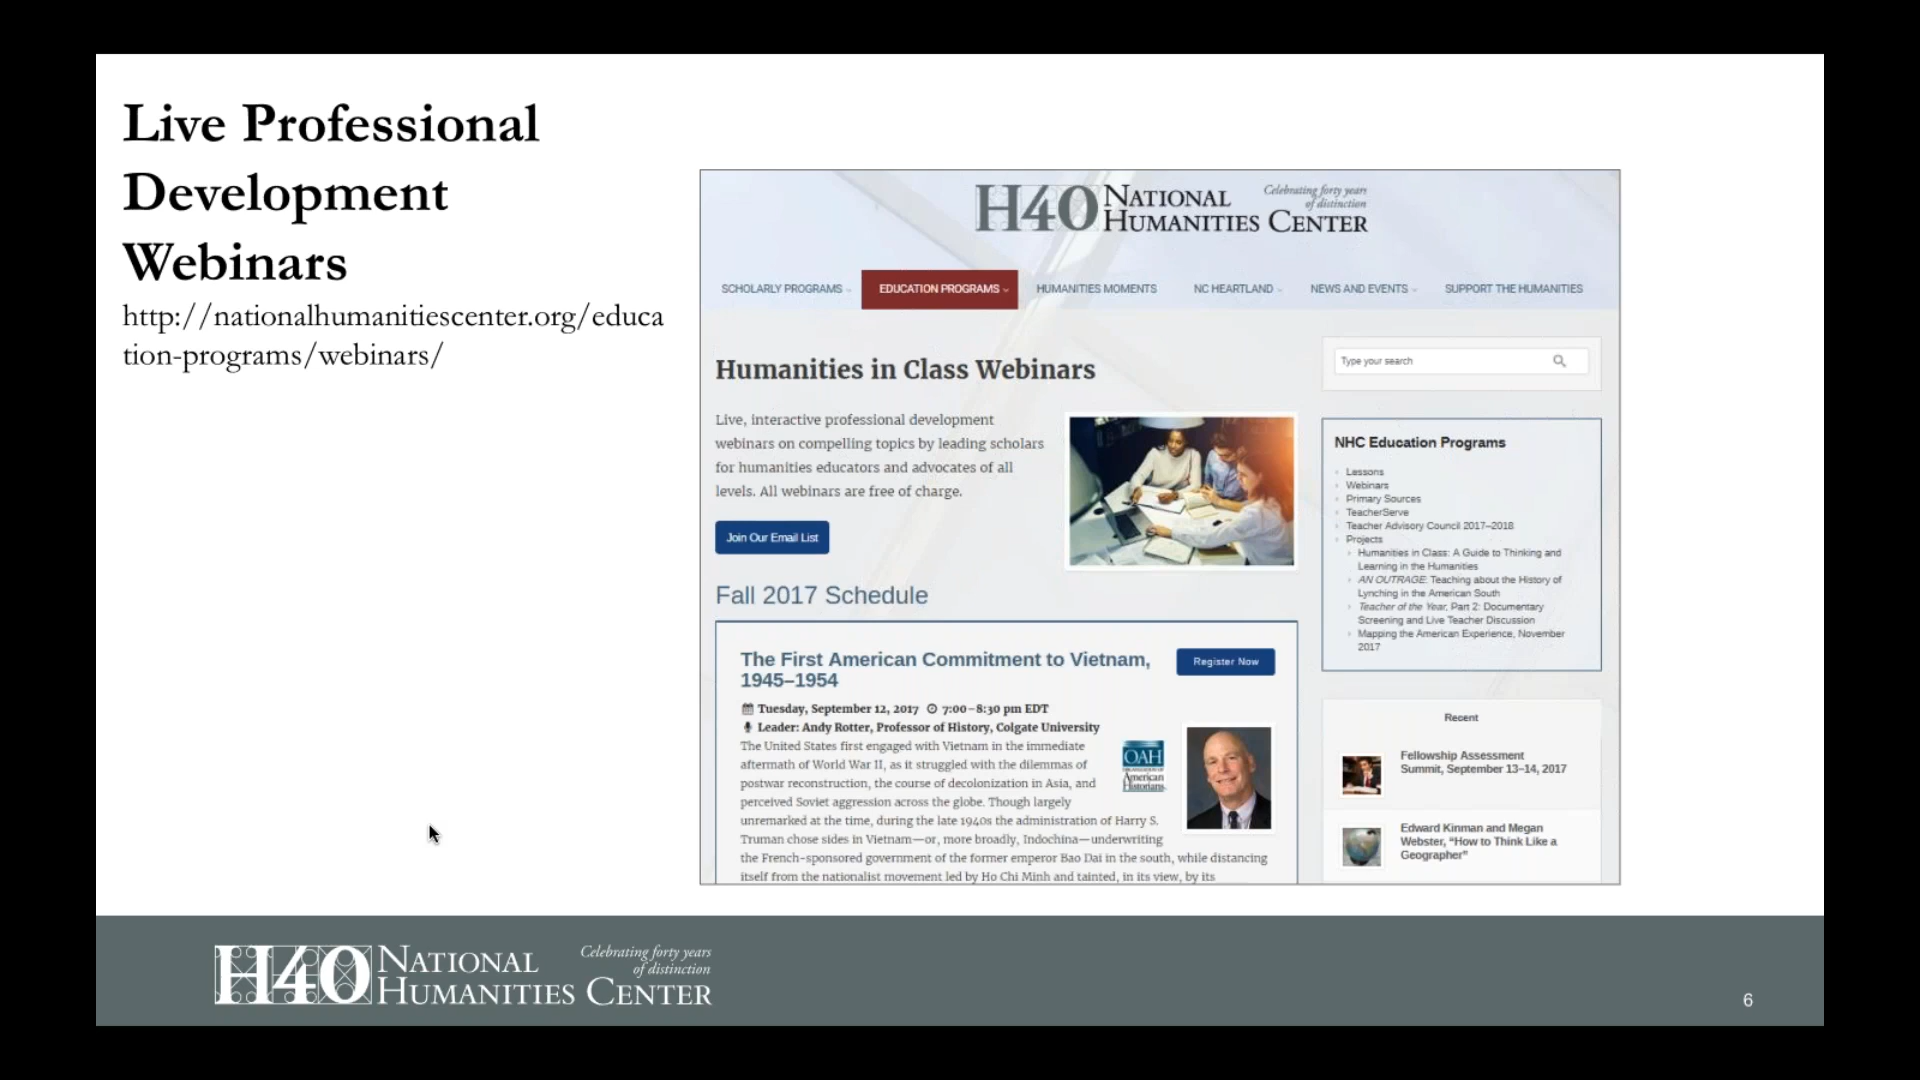 Live Professional
Development
Webinars
http://nationalhumanitiescenter.org/educa
tion-programs/webinars/
H40 NATIONAL HUMANITIES CENTER
Celebrating forty years
of distinction
SCHOLARLY PROGRAMS
EDUCATION PROGRAMS
HUMANITIES MOMENTS
NC HEARTLAND
NEWS AND EVENTS
SUPPORT THE HUMANITIES
Humanities in Class Webinars
Live, interactive professional development
webinars on compelling topics by leading scholars
for humanities educators and advocates of all
levels. All webinars are free of charge.
Join Our Email List
Fall 2017 Schedule
The First American Commitment to Vietnam,
1945–1954
Register Now
Tuesday, September 12, 2017 7:00–8:30 pm EDT
Leader: Andy Rotter, Professor of History, Colgate University
The United States first engaged with Vietnam in the immediate
aftermath of World War II, as it struggled with the dilemmas of
postwar reconstruction, the course of decolonization in Asia, and
perceived Soviet aggression across the globe. Though largely
unremarked at the time, during the late 1940s the administration of Harry S.
Truman chose sides in Vietnam—or, more broadly, Indochina—underwriting
the French-sponsored government of the former emperor Bao Dai in the south, while distancing
itself from the nationalist movement led by Ho Chi Minh and tainted, in its view, by its
OAH
ORGANIZATION OF
American
Historians
Type your search
NHC Education Programs
Lessons
Webinars
Primary Sources
TeacherServe
Teacher Advisory Council 2017–2018
Projects
Humanities in Class: A Guide to Thinking and
Learning in the Humanities
AN OUTRAGE: Teaching about the History of
Lynching in the American South
Teacher of the Year, Part 2: Documentary
Screening and Live Teacher Discussion
Mapping the American Experience, November
2017
Recent
Fellowship Assessment
Summit, September 13–14, 2017
Edward Kinman and Megan
Webster, “How to Think Like a
Geographer”
H40 NATIONAL HUMANITIES CENTER
Celebrating forty years
of distinction
6